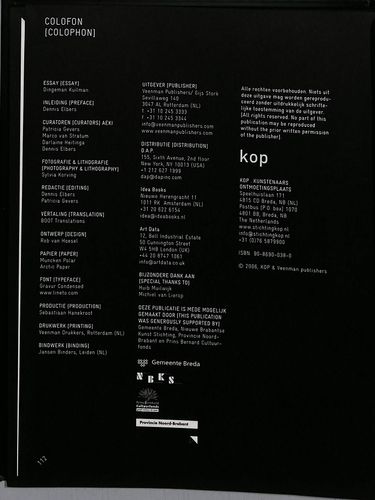 COLOFON
[COLOPHON]
ESSAY [ESSAY]
Dingeman Kuilman
INLEIDING [PREFACE]
Dennis Elbers
CURATOREN [CURATORS] AEXI
Patricia Gevers
Marco van Stratum
Darlaine Heitinga
Dennis Elbers
FOTOGRAFIE & LITHOGRAFIE
[PHOTOGRAPHY & LITHOGRAPHY]
Sylvia Korving
REDACTIE [EDITING]
Dennis Elbers
Patricia Gevers
VERTALING [TRANSLATION]
BOOT Translations
ONTWERP [DESIGN]
Rob van Hoesel
PAPIER [PAPER]
Muncken Polar
Arctic Paper
FONT [TYPEFACE]
Gravur Condensed
www.lineto.com
PRODUCTIE [PRODUCTION]
Sebastiaan Hanekroot
DRUKWERK [PRINTING]
Veenman Drukkers, Rotterdam (NL)
BINDWERK [BINDING]
Jansen Binders, Leiden (NL)
112
UITGEVER [PUBLISHER]
Veenman Publishers/ Gijs Stork
Sevillaweg 140
3047 AL Rotterdam (NL)
t +31 10 245 3333
f +31 10 245 3344
info@veenmanpublishers.com
www.veenmanpublishers.com
DISTRIBUTIE [DISTRIBUTION]
D.A.P.
155, Sixth Avenue, 2nd floor
New York, NY 10013 (USA)
+1 212 627 1999
dap@dapinc.com
Idea Books
Nieuwe Herengracht 11
1011 RK Amsterdam (NL)
+31 20 622 6154
idea@ideabooks.nl
Art Data
12, Bell Industrial Estate
50 Cunnington Street
W4 5HB London (UK)
+44 20 8747 1061
info@artdata.co.uk
BIJZONDERE DANK AAN
[SPECIAL THANKS TO]
Huib Muilwijk
Michiel van Lierop
DEZE PUBLICATIE IS MEDE MOGELIJK
GEMAAKT DOOR [THIS PUBLICATION
WAS GENEROUSLY SUPPORTED BY]
Gemeente Breda, Nieuwe Brabantse
Kunst Stichting, Provincie Noord-
Brabant en Prins Bernard Cultuur-
fonds
Gemeente Breda
NBKS
Provincie Noord-Brabant
Alle rechten voorbehouden: Niets uit
deze uitgave mag worden gereprodu-
ceerd zonder uitdrukkelijk schrifte-
lijke toestemming van de uitgever
[All rights reserved. No part of this
publication may be reproduced
without the prior written permission
of the publisher]
kop
KOP KUNSTENAARS
ONTMOETINGSPLAATS
Speelhuislaan 171
4815 CD Breda, NB (NL)
Postbus (P.O. box) 1070
4801 BB, Breda, NB
The Netherlands
www.stichtingkop.nl
info@stichtingkop.nl
+31 (0)76 5879900
ISBN: 90-8690-038-0
© 2006, KOP & Veenman publishers